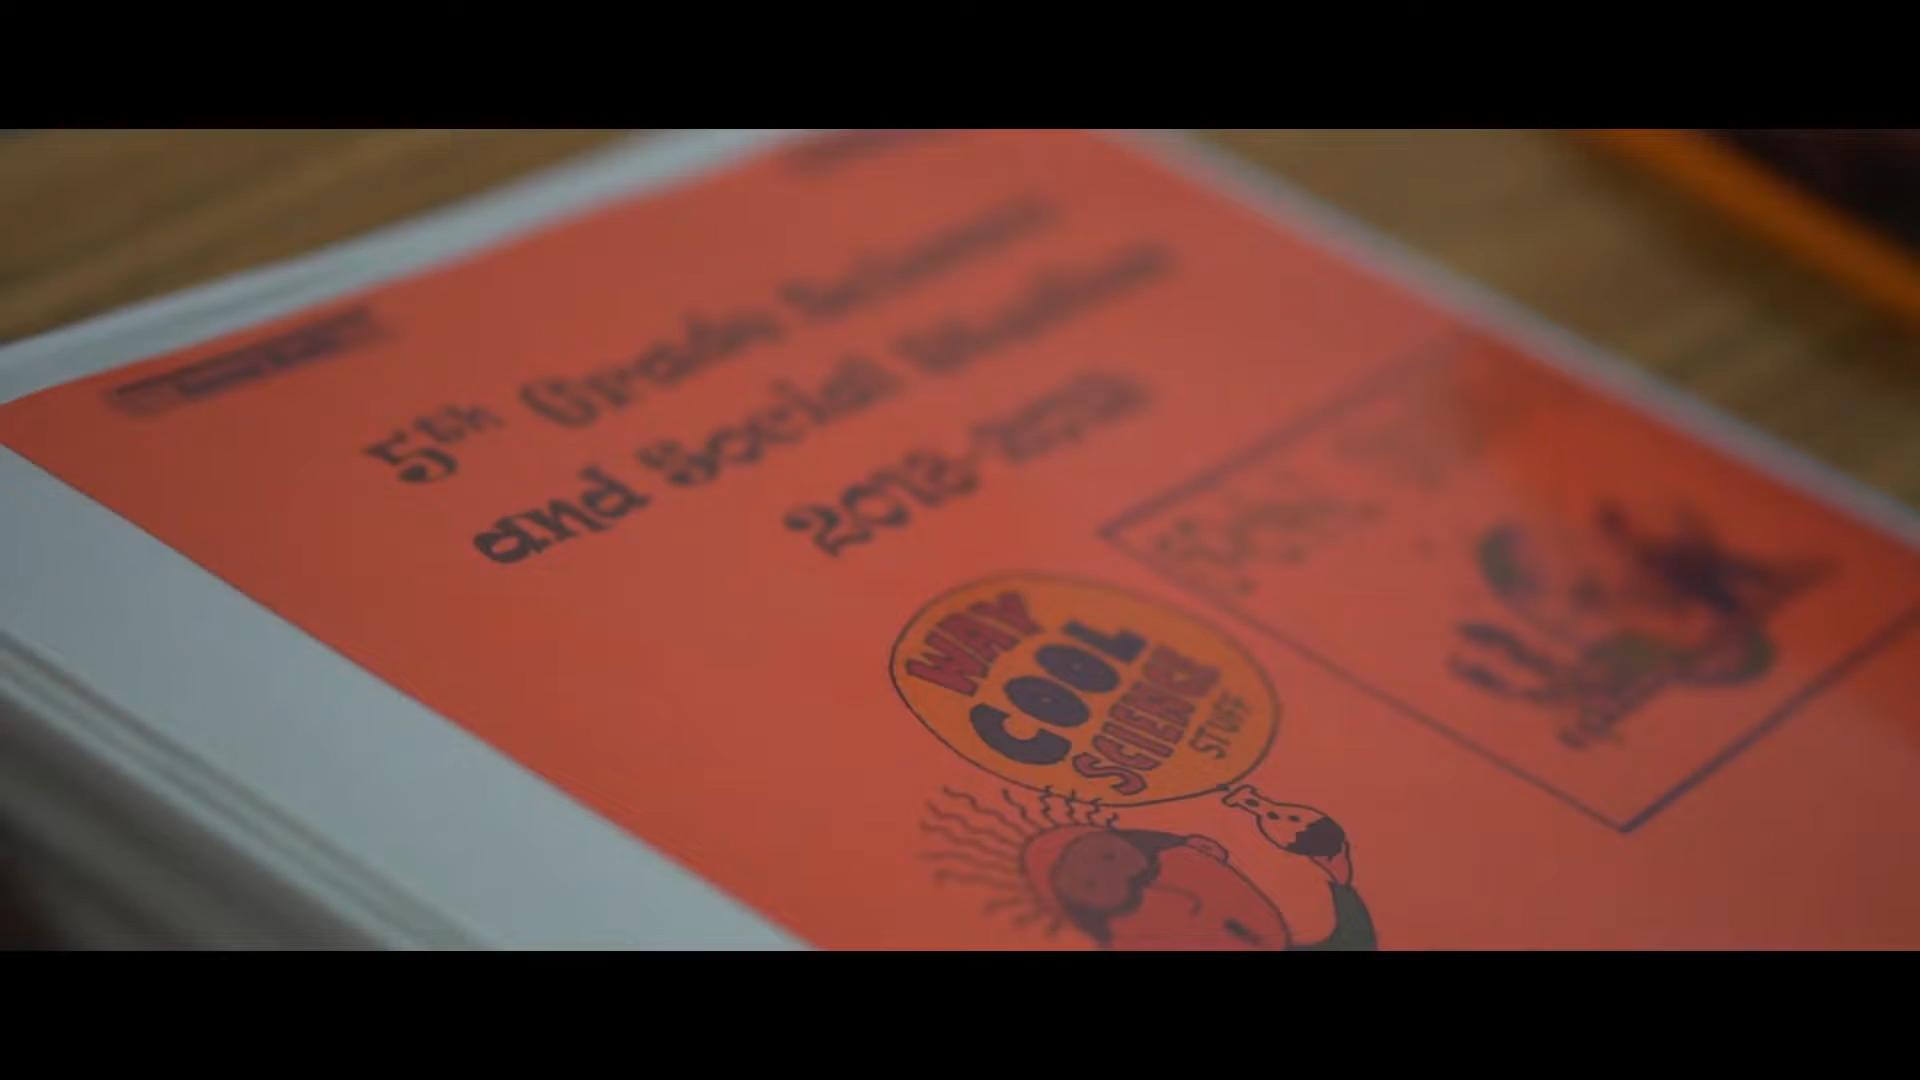 5th Grade Science
and Social Studies
2018-2019
WAY
COOL
SCIENCE
STUFF